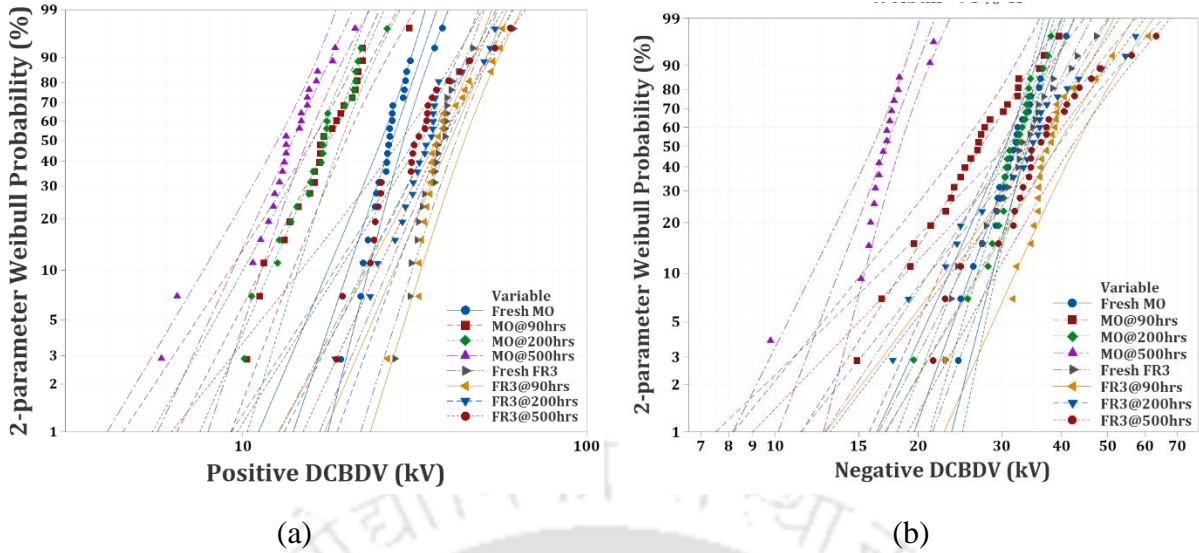 2-parameter Weibull Probability (%)
99
90
80
70
60
50
40
30
20
10
5
3
2
1
Variable
Fresh MO
MO@90hrs
MO@200hrs
MO@500hrs
Fresh FR3
FR3@90hrs
FR3@200hrs
FR3@500hrs
10
100
Positive DCBDV (kV)
(a)
2-parameter Weibull Probability (%)
99
90
80
70
60
50
40
30
20
10
5
3
2
1
Variable
Fresh MO
MO@90hrs
MO@200hrs
MO@500hrs
Fresh FR3
FR3@90hrs
FR3@200hrs
FR3@500hrs
7
8
9
10
15
20
30
40
50
60
70
Negative DCBDV (kV)
(b)